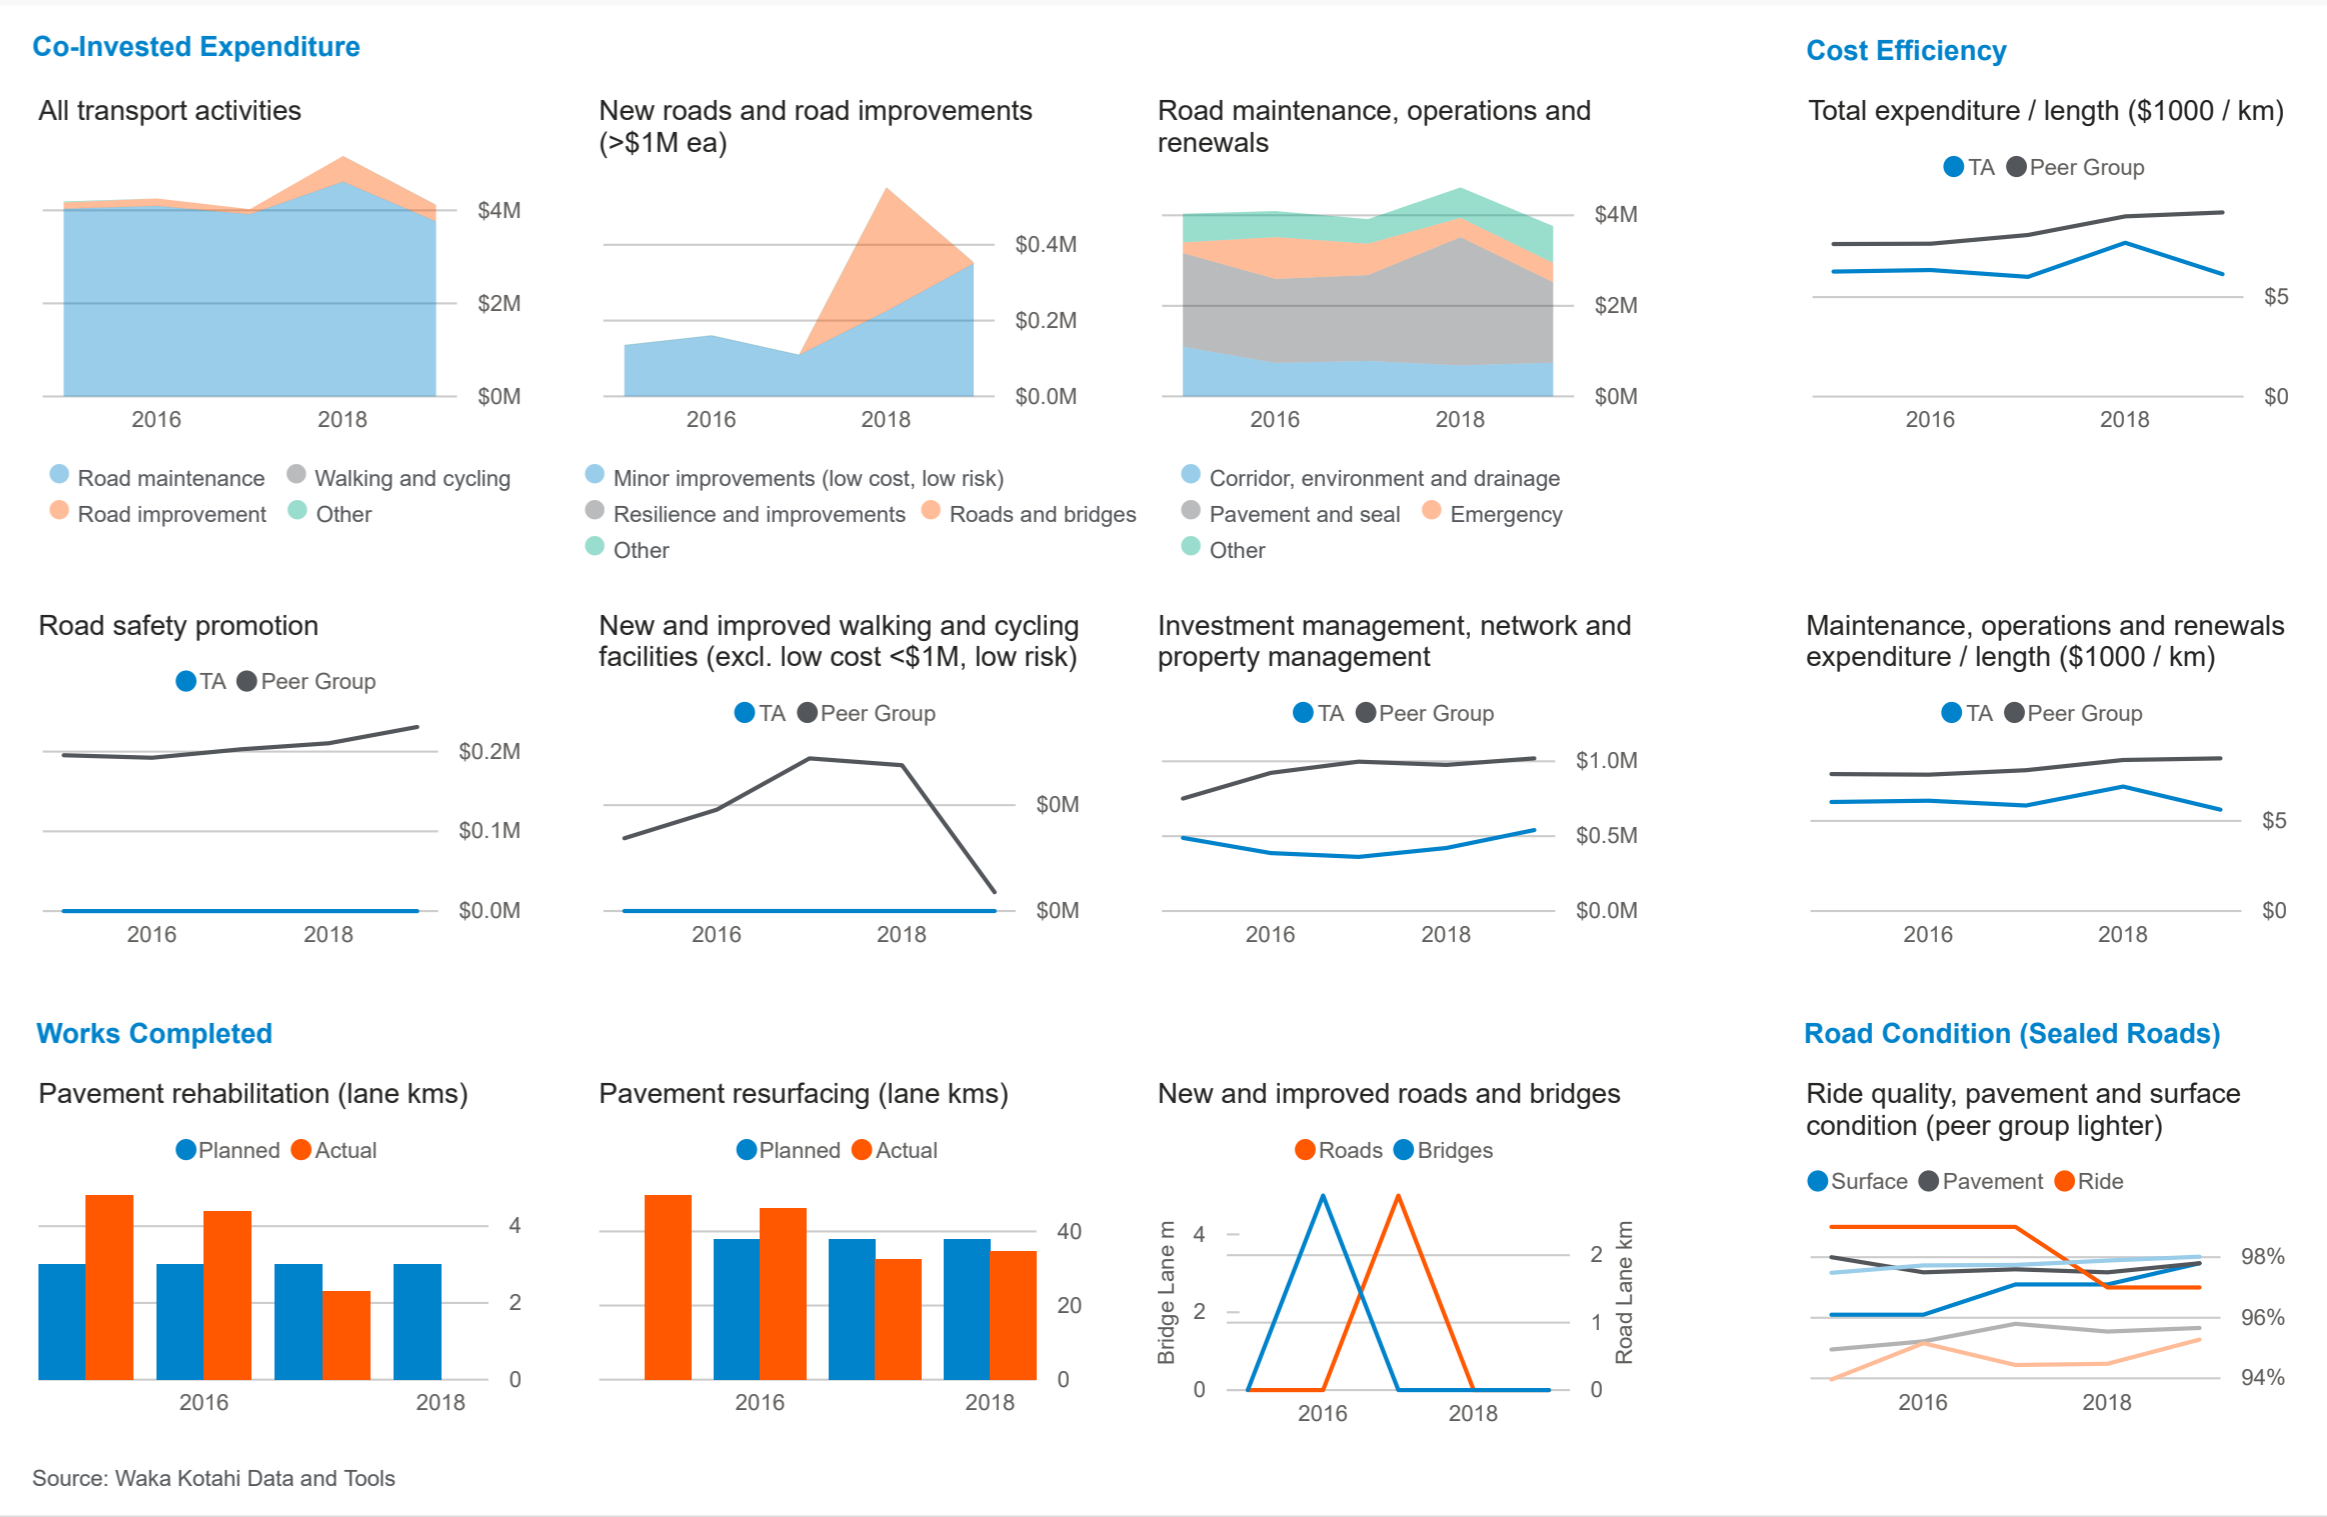 Co-Invested Expenditure
Cost Efficiency
All transport activities
$4M
$2M
$0M
2016 2018
Road maintenance Walking and cycling
Road improvement Other
New roads and road improvements
(>$1M ea)
$0.4M
$0.2M
$0.0M
2016 2018
Minor improvements (low cost, low risk)
Resilience and improvements Roads and bridges
Other
Road maintenance, operations and
renewals
$4M
$2M
$0M
2016 2018
Corridor, environment and drainage
Pavement and seal Emergency
Other
Total expenditure / length ($1000 / km)
TA Peer Group
$5
$0
2016 2018
Road safety promotion
TA Peer Group
$0.2M
$0.1M
$0.0M
2016 2018
New and improved walking and cycling
facilities (excl. low cost <$1M, low risk)
TA Peer Group
$0M
$0M
2016 2018
Investment management, network and
property management
TA Peer Group
$1.0M
$0.5M
$0.0M
2016 2018
Maintenance, operations and renewals
expenditure / length ($1000 / km)
TA Peer Group
$5
$0
2016 2018
Works Completed
Road Condition (Sealed Roads)
Pavement rehabilitation (lane kms)
Planned Actual
4
2
0
2016 2018
Pavement resurfacing (lane kms)
Planned Actual
40
20
0
2016 2018
New and improved roads and bridges
Roads Bridges
Bridge Lane m
4
2
0
Road Lane km
2
1
0
2016 2018
Ride quality, pavement and surface
condition (peer group lighter)
Surface Pavement Ride
98%
96%
94%
2016 2018
Source: Waka Kotahi Data and Tools